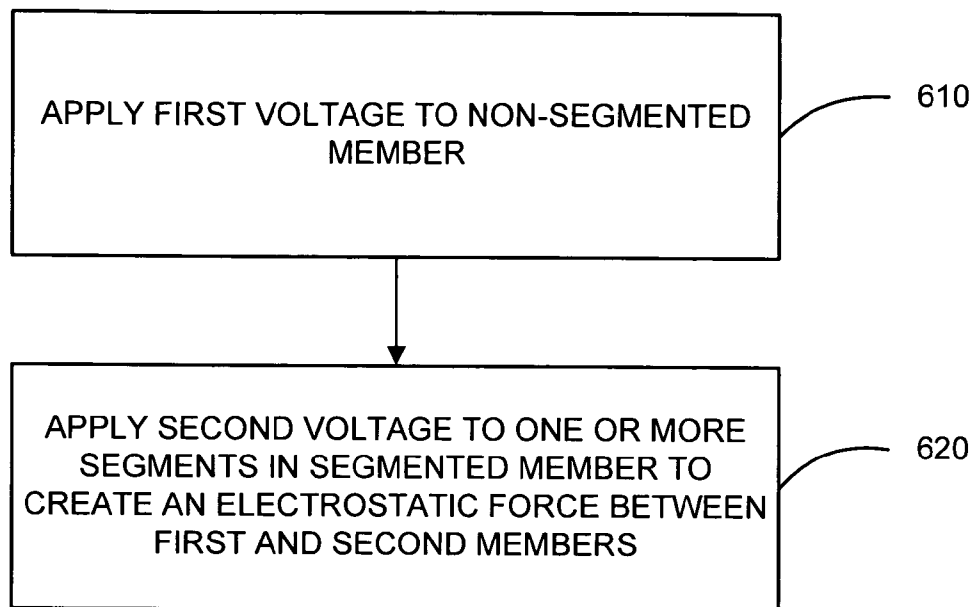 APPLY FIRST VOLTAGE TO NON-SEGMENTED
MEMBER
610
APPLY SECOND VOLTAGE TO ONE OR MORE
SEGMENTS IN SEGMENTED MEMBER TO
CREATE AN ELECTROSTATIC FORCE BETWEEN
FIRST AND SECOND MEMBERS
620